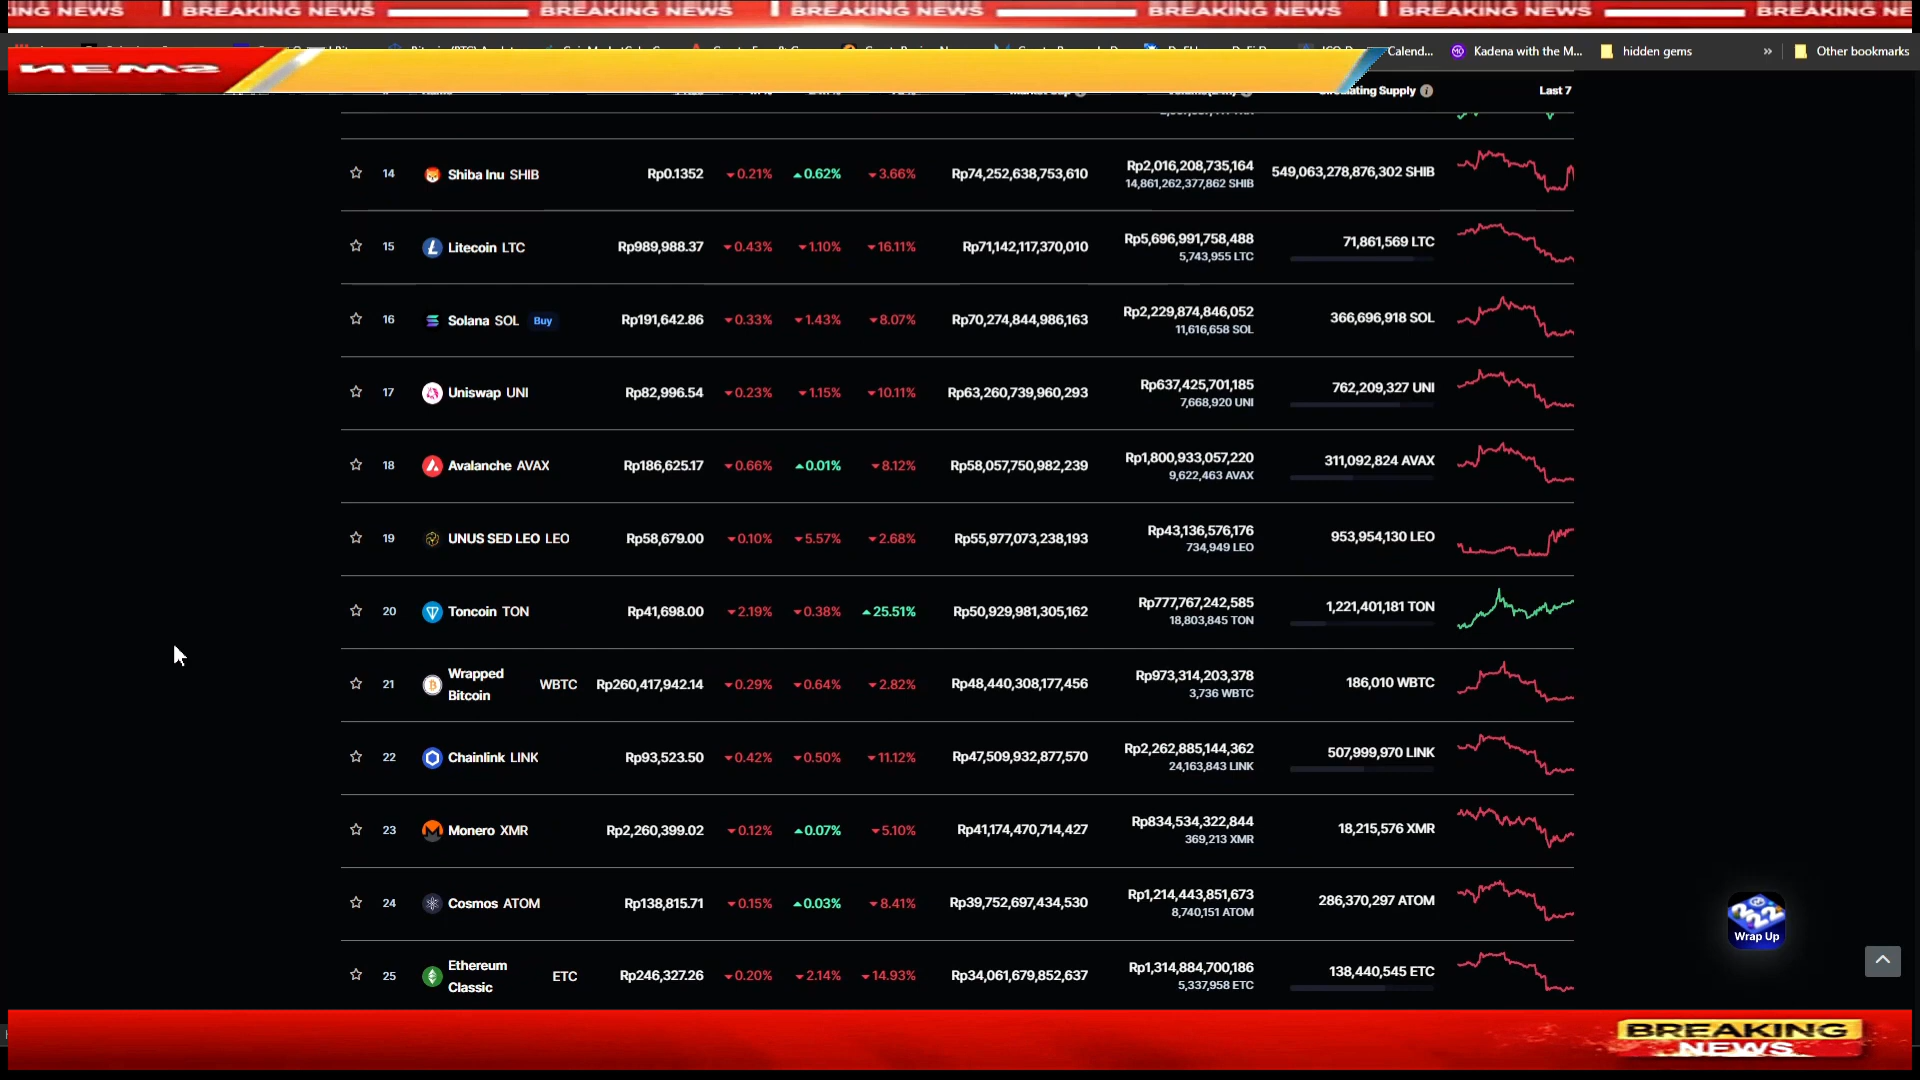 ING NEWS BREAKING NEWS BREAKING NEWS BREAKING NEWS BREAKING NEWS BREAKING NEWS BREAKING NE
Calend... Kadena with the M... hidden gems » Other bookmarks
NEWS
Circulating Supply Last 7
14 Shiba Inu SHIB Rp0.1352 0.21% 0.62% 3.66% Rp74,252,638,753,610 Rp2,016,208,735,164 549,063,278,876,302 SHIB
14,861,262,377,862 SHIB
15 Litecoin LTC Rp989,988.37 0.43% 1.10% 16.11% Rp71,142,117,370,010 Rp5,696,991,758,488 71,861,569 LTC
5,743,955 LTC
16 Solana SOL Buy Rp191,642.86 0.33% 1.43% 8.07% Rp70,274,844,986,163 Rp2,229,874,846,052 366,696,918 SOL
11,616,658 SOL
17 Uniswap UNI Rp82,996.54 0.23% 1.15% 10.11% Rp63,260,739,960,293 Rp637,425,701,185 762,209,327 UNI
7,668,920 UNI
18 Avalanche AVAX Rp186,625.17 0.66% 0.01% 8.12% Rp58,057,750,982,239 Rp1,800,933,057,220 311,092,824 AVAX
9,622,463 AVAX
19 UNUS SED LEO LEO Rp58,679.00 0.10% 5.57% 2.68% Rp55,977,073,238,193 Rp43,136,576,176 953,954,130 LEO
734,949 LEO
20 Toncoin TON Rp41,698.00 2.19% 0.38% 25.51% Rp50,929,981,305,162 Rp777,767,242,585 1,221,401,181 TON
18,803,845 TON
21 Wrapped Bitcoin WBTC Rp260,417,942.14 0.29% 0.64% 2.82% Rp48,440,308,177,456 Rp973,314,203,378 186,010 WBTC
3,736 WBTC
22 Chainlink LINK Rp93,523.50 0.42% 0.50% 11.12% Rp47,509,932,877,570 Rp2,262,885,144,362 507,999,970 LINK
24,163,843 LINK
23 Monero XMR Rp2,260,399.02 0.12% 0.07% 5.10% Rp41,174,470,714,427 Rp834,534,322,844 18,215,576 XMR
369,213 XMR
24 Cosmos ATOM Rp138,815.71 0.15% 0.03% 8.41% Rp39,752,697,434,530 Rp1,214,443,851,673 286,370,297 ATOM
8,740,151 ATOM
2022
Wrap Up
25 Ethereum Classic ETC Rp246,327.26 0.20% 2.14% 14.93% Rp34,061,679,852,637 Rp1,314,884,700,186 138,440,545 ETC
5,337,958 ETC
BREAKING
NEWS